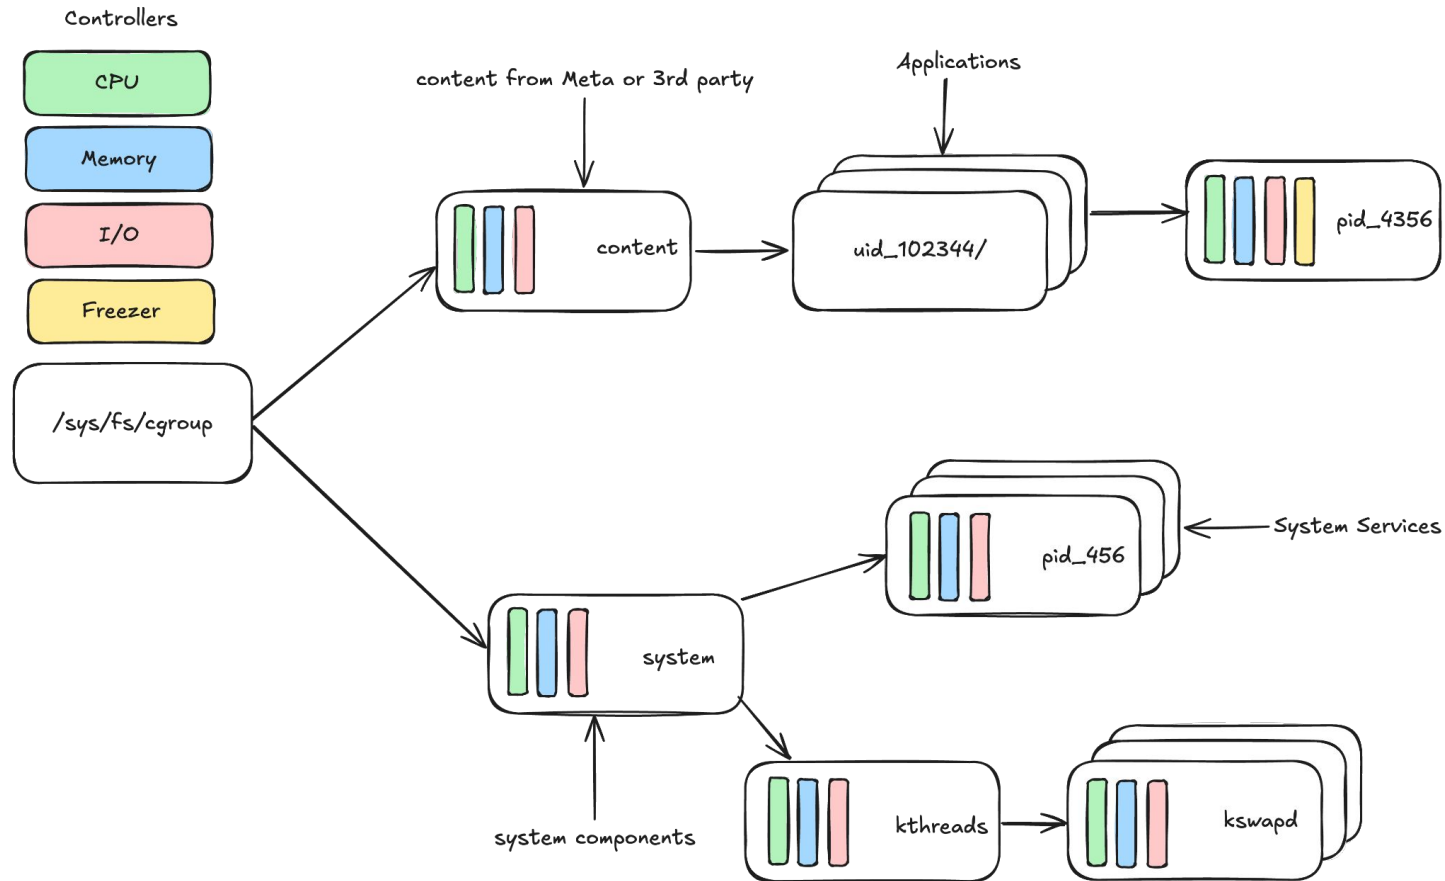 Controllers
CPU
Memory
I/O
Freezer
/sys/fs/cgroup
content from Meta or 3rd party
content
Applications
uid_102344/
pid_4356
system
system components
pid_456
System Services
kthreads
kswapd